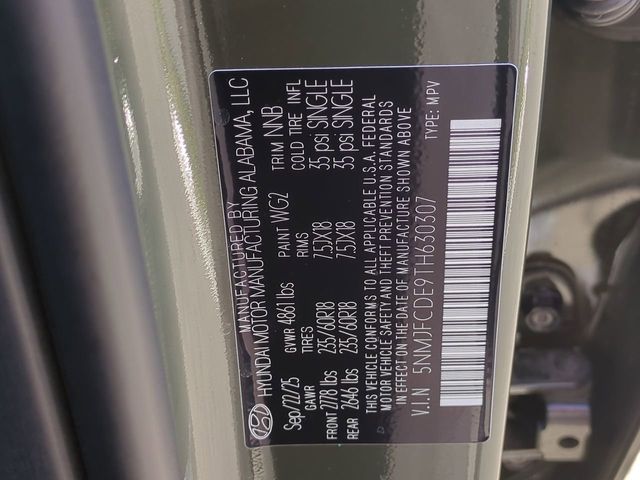 MANUFACTURED BY
HYUNDAI MOTOR MANUFACTURING ALABAMA, LLC
Sep/22/25 GVWR 4861 lbs PAINT WG2 TRIM NNB
GAWR TIRES RIMS COLD TIRE INFL
FRONT 2778 lbs 235/60R18 7.5JX18 35 psi SINGLE
REAR 2646 lbs 235/60R18 7.5JX18 35 psi SINGLE
THIS VEHICLE CONFORMS TO ALL APPLICABLE U.S.A. FEDERAL
MOTOR VEHICLE SAFETY AND THEFT PREVENTION STANDARDS
IN EFFECT ON THE DATE OF MANUFACTURE SHOWN ABOVE
V.I.N 5NMJFCDE9TH630307 TYPE: MPV